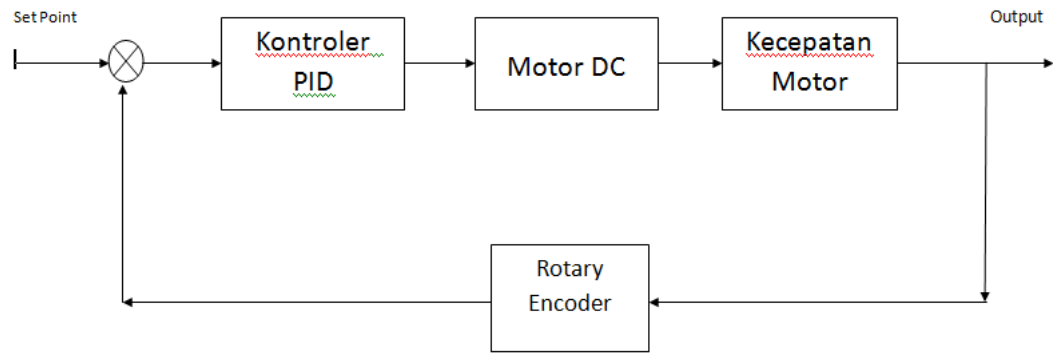 Set Point
Output
Kontroler
PID
Motor DC
Kecepatan
Motor
Rotary
Encoder